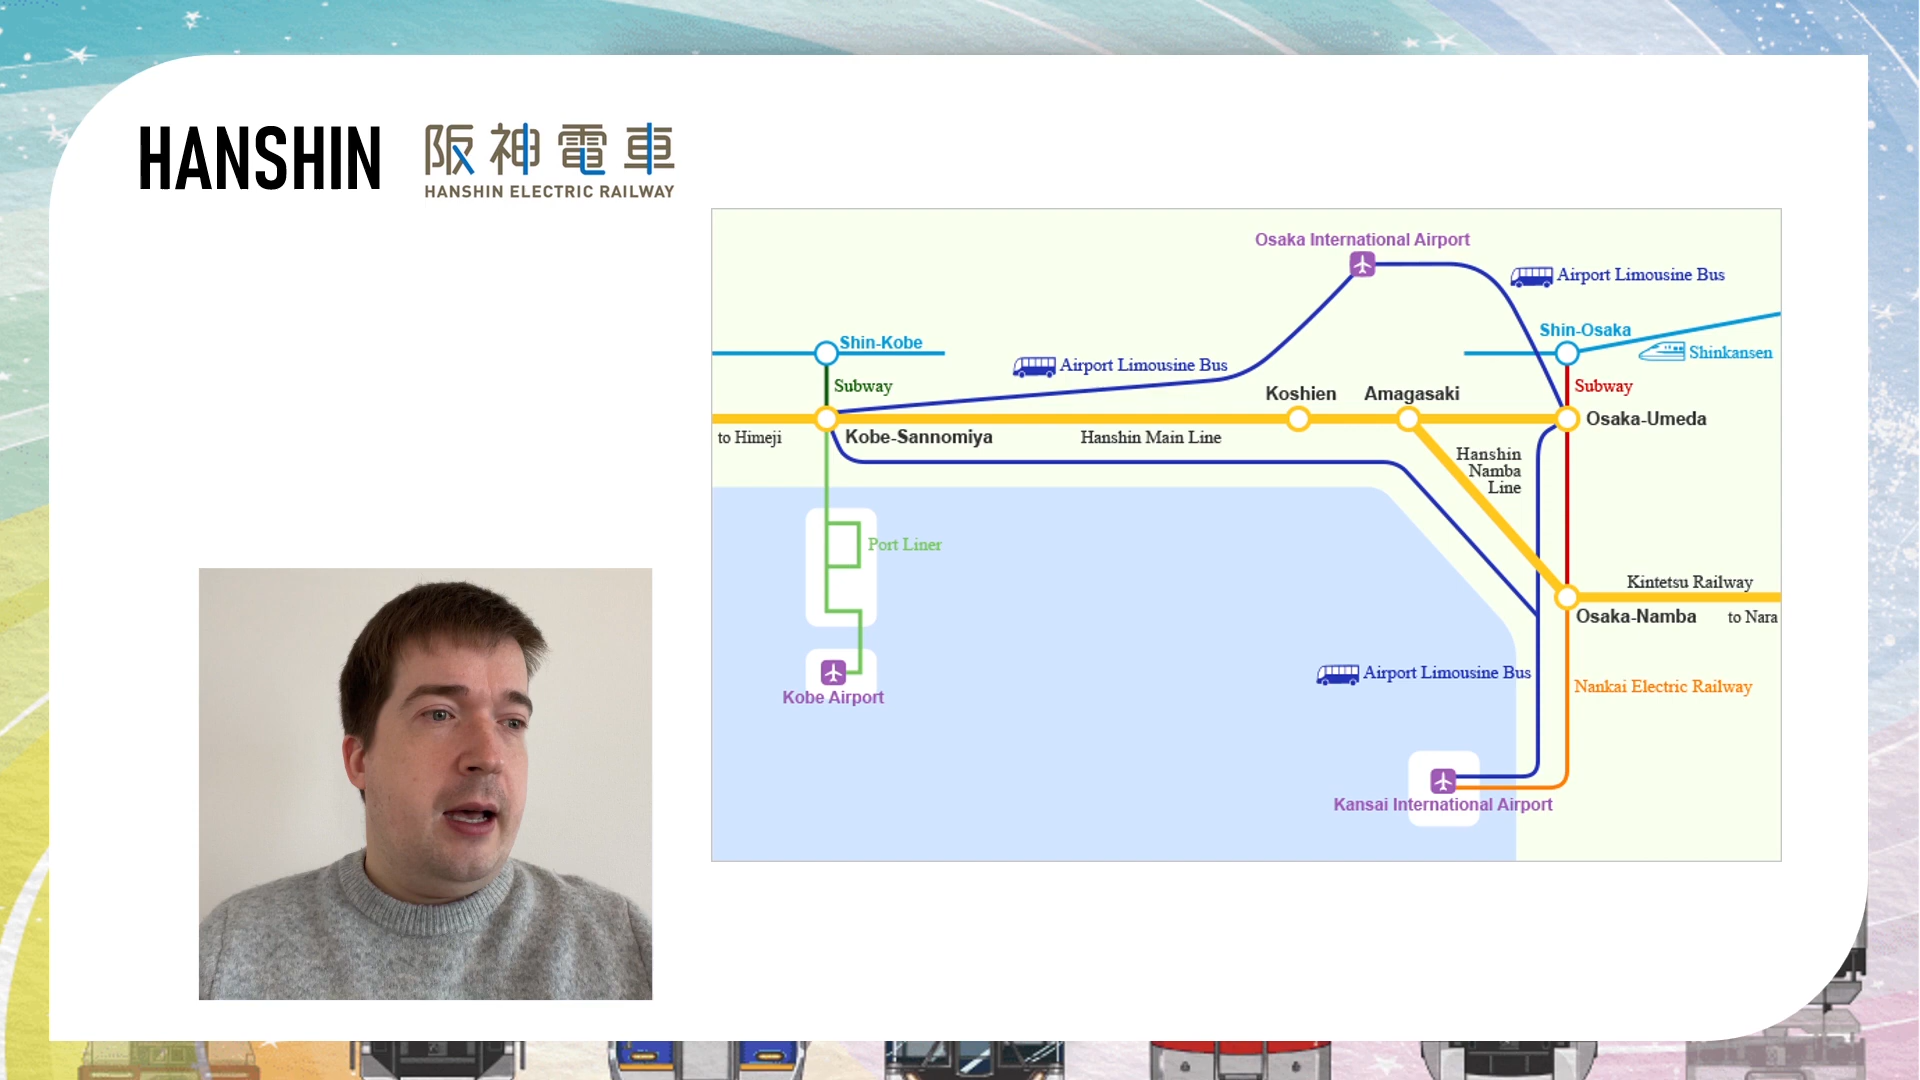 HANSHIN
阪神電車
HANSHIN ELECTRIC RAILWAY
Osaka International Airport
Airport Limousine Bus
Shin-Osaka
Shin-Kobe
Shinkansen
Airport Limousine Bus
Subway
Subway
Koshien
Amagasaki
Osaka-Umeda
to Himeji
Kobe-Sannomiya
Hanshin Main Line
Hanshin
Namba
Line
Port Liner
Kintetsu Railway
Osaka-Namba
to Nara
Airport Limousine Bus
Nankai Electric Railway
Kobe Airport
Kansai International Airport